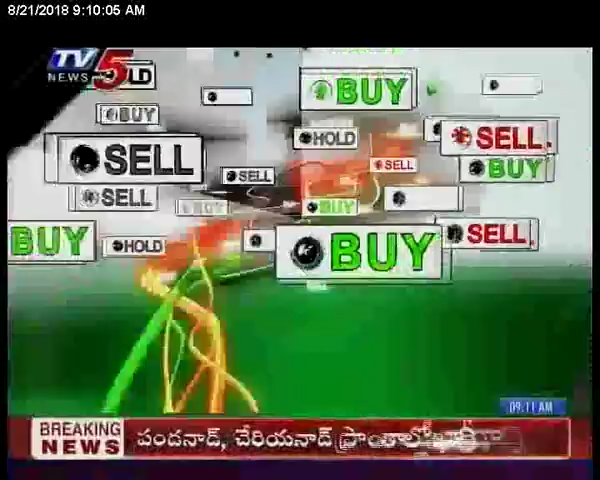 8/21/2018 9:10:05 AM
TV5
NEWS
BUY
BUY
HOLD
SELL.
SELL
SELL
BUY
SELL
SELL
BUY
BUY
BUY
HOLD
BUY
SELL.
09:11 AM
BREAKING NEWS
పందనాడ్, చేరియనాడ్